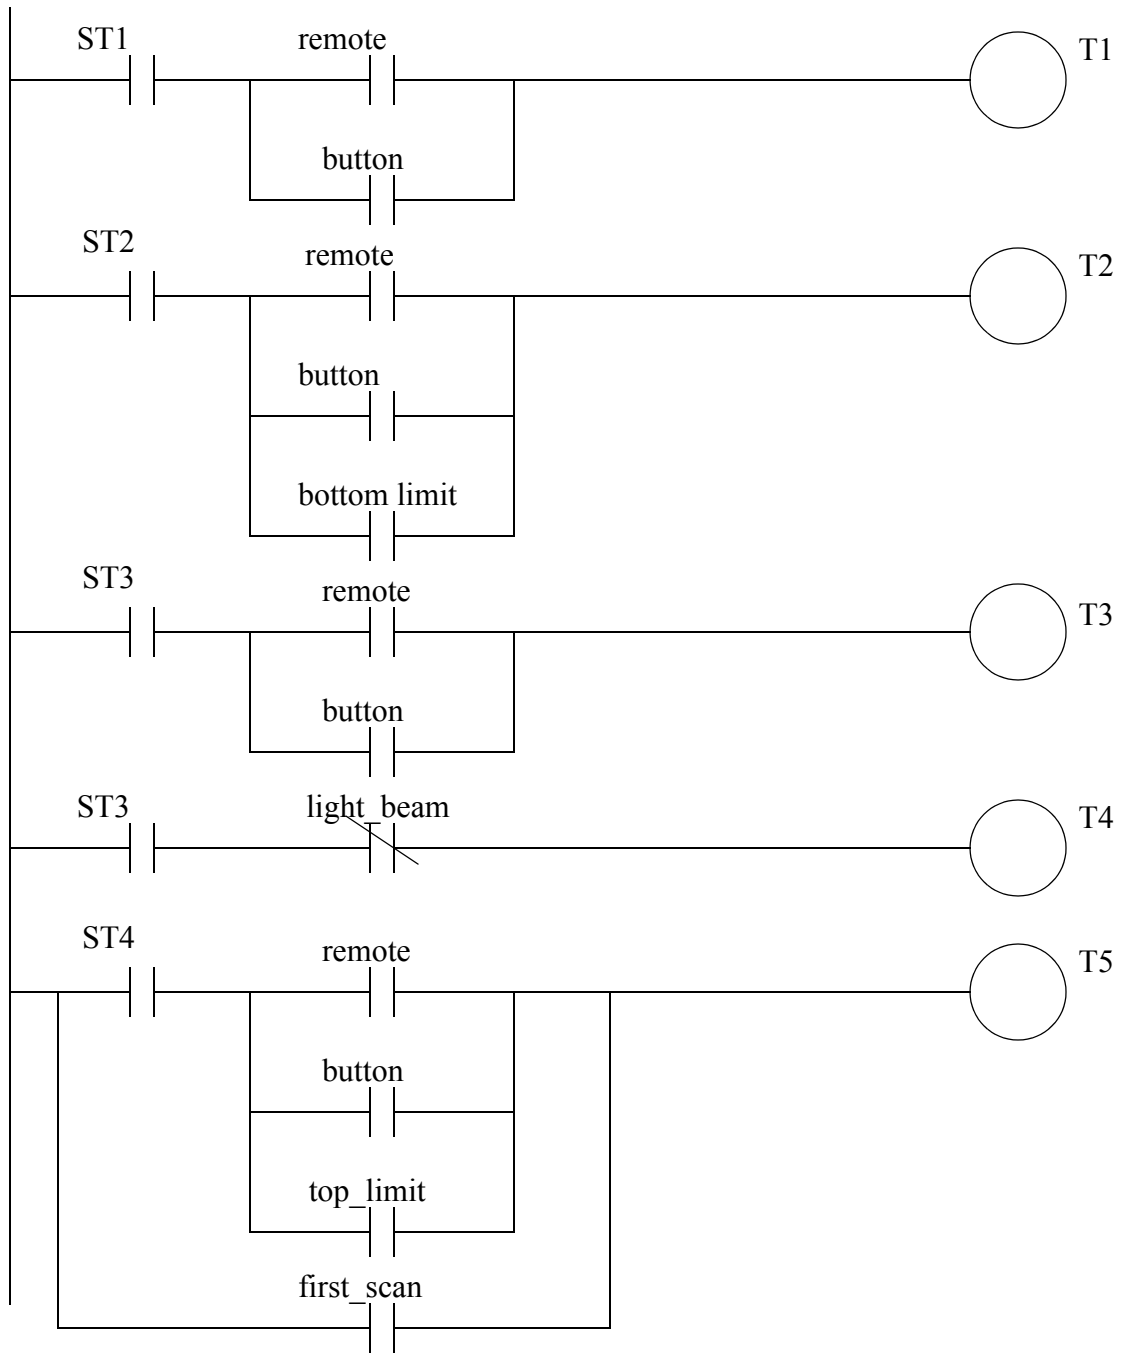 ST1
remote
T1
button
ST2
remote
T2
button
bottom limit
ST3
remote
T3
button
ST3
light_beam
T4
ST4
remote
T5
button
top_limit
first_scan